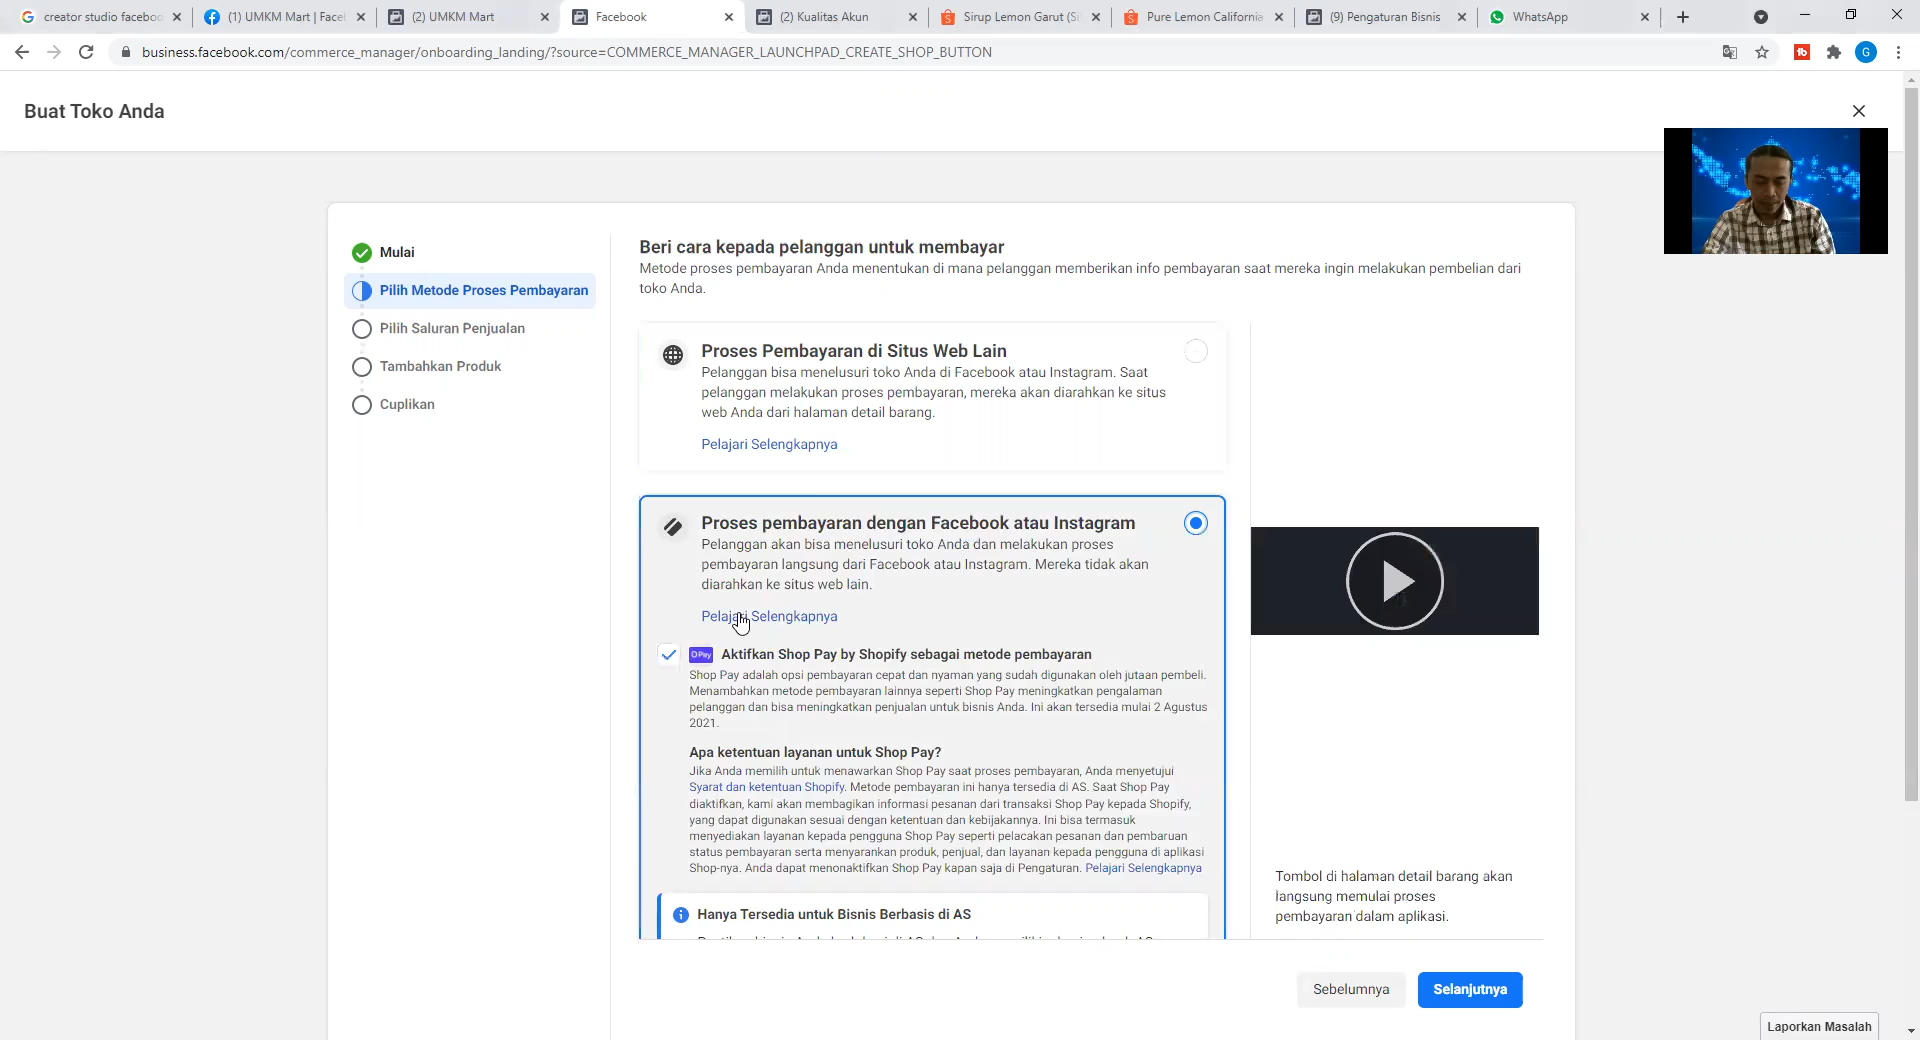 creator studio faceboo
(1) UMKM Mart | Face
(2) UMKM Mart
Facebook
(2) Kualitas Akun
Sirup Lemon Garut (Si
Pure Lemon California
(9) Pengaturan Bisnis
WhatsApp
business.facebook.com/commerce_manager/onboarding_landing/?source=COMMERCE_MANAGER_LAUNCHPAD_CREATE_SHOP_BUTTON
G
Buat Toko Anda
Mulai
Pilih Metode Proses Pembayaran
Pilih Saluran Penjualan
Tambahkan Produk
Cuplikan
Beri cara kepada pelanggan untuk membayar
Metode proses pembayaran Anda menentukan di mana pelanggan memberikan info pembayaran saat mereka ingin melakukan pembelian dari
toko Anda.
Proses Pembayaran di Situs Web Lain
Pelanggan bisa menelusuri toko Anda di Facebook atau Instagram. Saat
pelanggan melakukan proses pembayaran, mereka akan diarahkan ke situs
web Anda dari halaman detail barang.
Pelajari Selengkapnya
Proses pembayaran dengan Facebook atau Instagram
Pelanggan akan bisa menelusuri toko Anda dan melakukan proses
pembayaran langsung dari Facebook atau Instagram. Mereka tidak akan
diarahkan ke situs web lain.
Pelajari Selengkapnya
Pay Aktifkan Shop Pay by Shopify sebagai metode pembayaran
Shop Pay adalah opsi pembayaran cepat dan nyaman yang sudah digunakan oleh jutaan pembeli.
Menambahkan metode pembayaran lainnya seperti Shop Pay meningkatkan pengalaman
pelanggan dan bisa meningkatkan penjualan untuk bisnis Anda. Ini akan tersedia mulai 2 Agustus
2021.
Apa ketentuan layanan untuk Shop Pay?
Jika Anda memilih untuk menawarkan Shop Pay saat proses pembayaran, Anda menyetujui
Syarat dan ketentuan Shopify. Metode pembayaran ini hanya tersedia di AS. Saat Shop Pay
diaktifkan, kami akan membagikan informasi pesanan dari transaksi Shop Pay kepada Shopify,
yang dapat digunakan sesuai dengan ketentuan dan kebijakannya. Ini bisa termasuk
menyediakan layanan kepada pengguna Shop Pay seperti pelacakan pesanan dan pembaruan
status pembayaran serta menyarankan produk, penjual, dan layanan kepada pengguna di aplikasi
Shop-nya. Anda dapat menonaktifkan Shop Pay kapan saja di Pengaturan. Pelajari Selengkapnya
Hanya Tersedia untuk Bisnis Berbasis di AS
Tombol di halaman detail barang akan
langsung memulai proses
pembayaran dalam aplikasi.
Sebelumnya
Selanjutnya
Laporkan Masalah